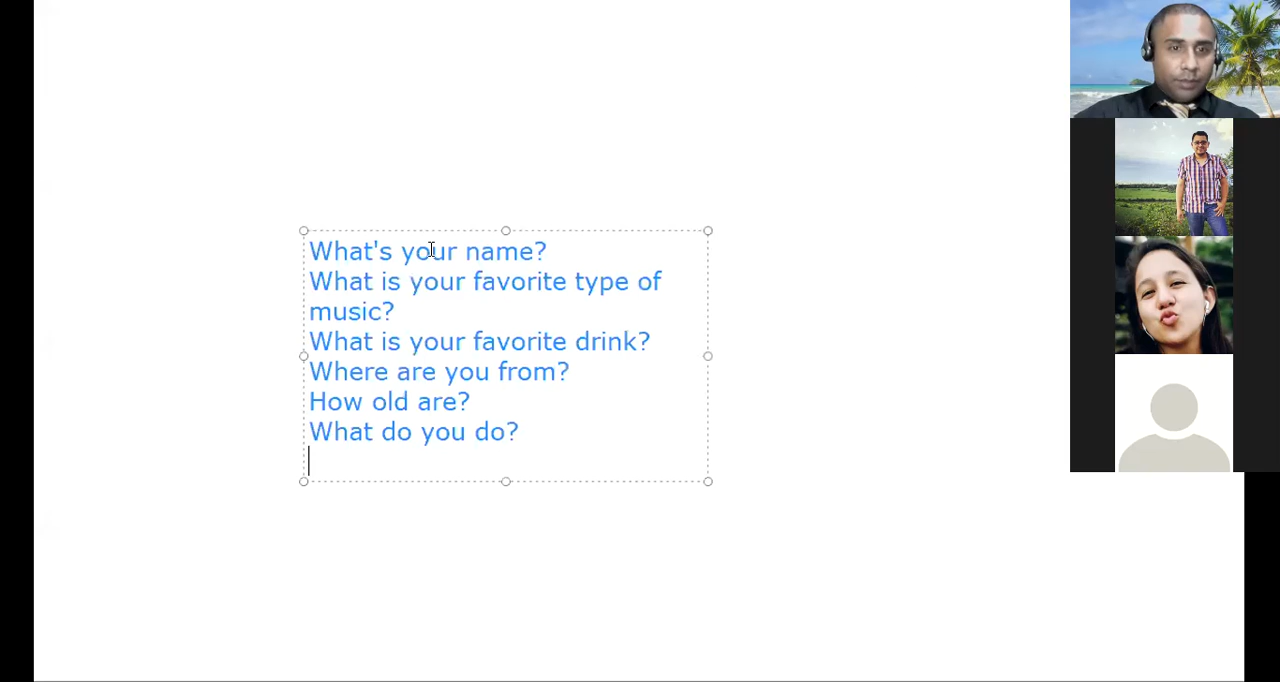 What's your name?
What is your favorite type of
music?
What is your favorite drink?
Where are you from?
How old are?
What do you do?